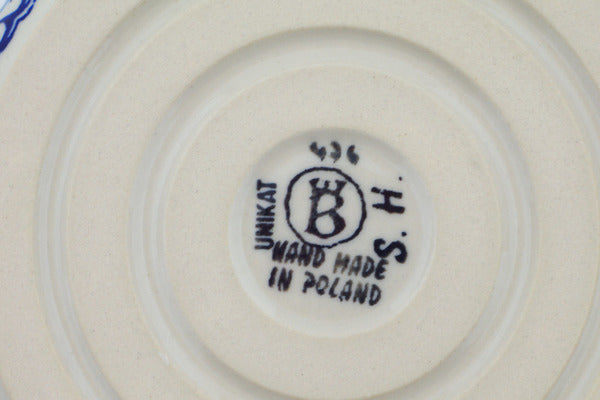 436
UNIKAT
B
S. H.
HAND MADE
IN POLAND